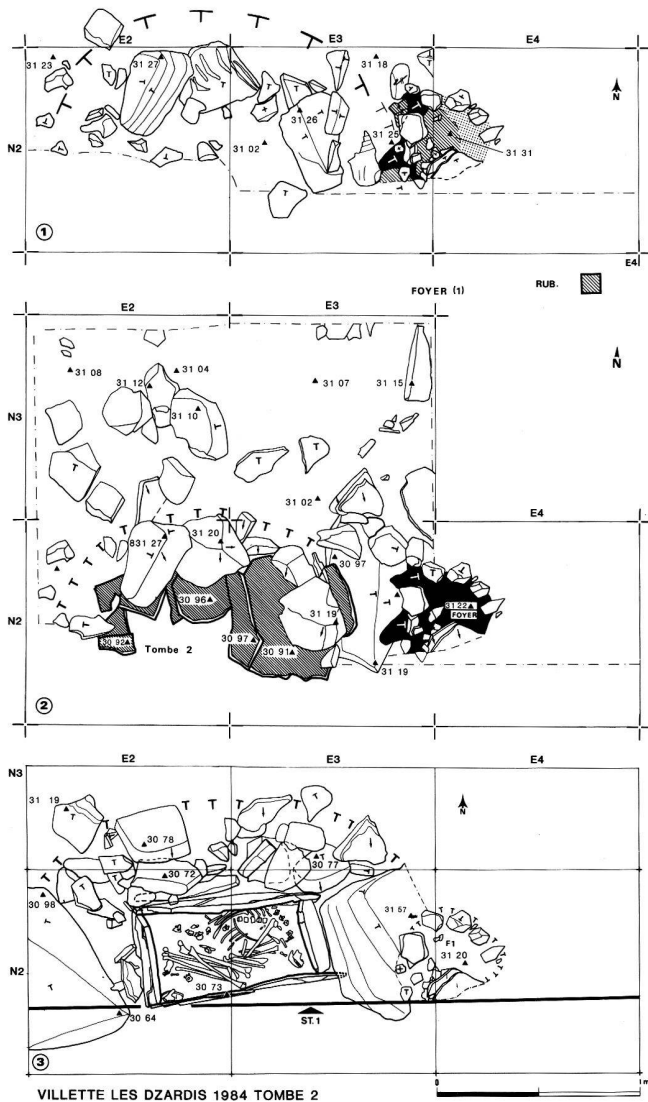 E2 E3 E4
31 23
31 27
31 18
N
31 26
31 25
N2
31 02
31 31
1
E4
FOYER (1)
RUB.
E2 E3
N
31 08
31 04
31 12
31 07
31 15
N3
31 10
31 02
E4
831 27
31 20
30 97
30 96
31 22
FOYER
N2
31 19
30 92
Tombe 2
30 97
30 91
31 19
2
E2 E3 E4
N3
31 19
N
30 78
30 77
30 72
30 98
31 57
F1
31 20
N2
30 73
30 64
ST.1
3
0 1 m
VILLETTE LES DZARDIS 1984 TOMBE 2